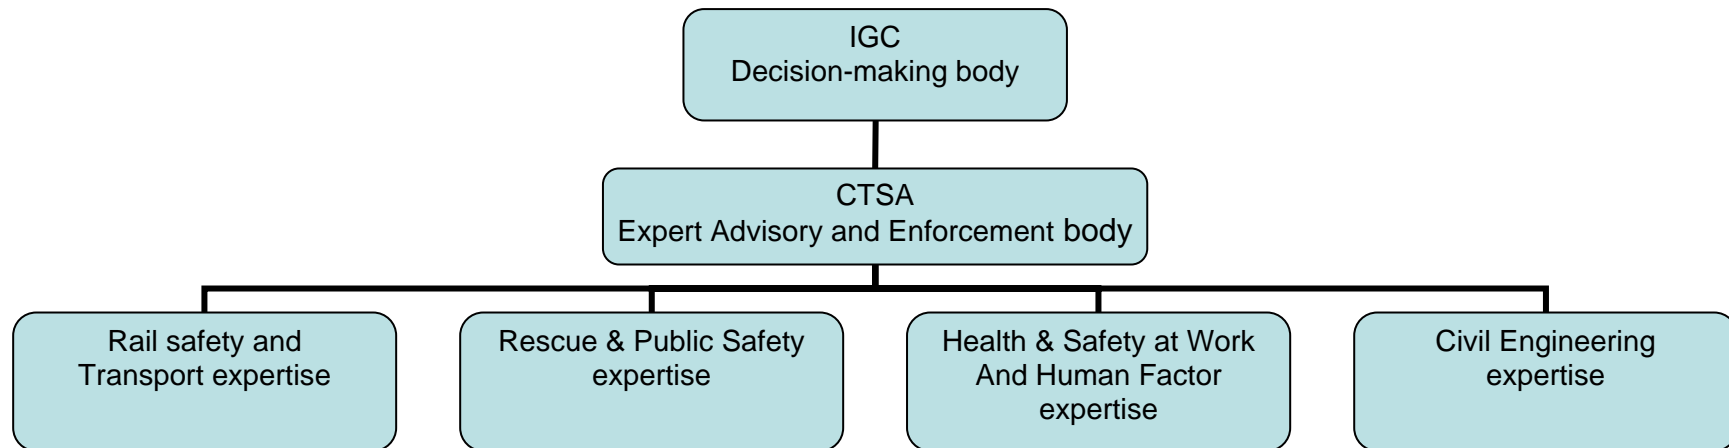 IGC
Decision-making body
CTSA
Expert Advisory and Enforcement body
Rail safety and
Transport expertise
Rescue & Public Safety
expertise
Health & Safety at Work
And Human Factor
expertise
Civil Engineering
expertise